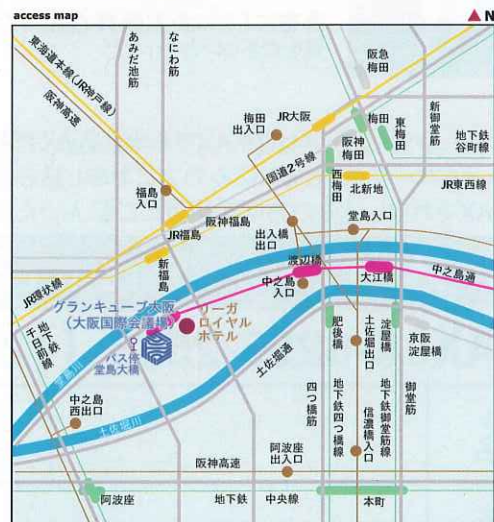 access map
N
東海道本線（JR神戸線）
阪神高速
あみだ池筋
なにわ筋
阪急
梅田
新御堂筋
梅田
出入口
JR大阪
梅田
東梅田
阪神
梅田
地下鉄
谷町線
国道2号線
西梅田
北新地
JR東西線
福島
入口
阪神福島
JR福島
出入橋
出口
堂島入口
新福島
渡辺橋
大江橋
中之島通
JR環状線
中之島
入口
グランキューブ大阪
（大阪国際会議場）
リーガ
ロイヤル
ホテル
地下鉄
千日前線
バス停
堂島大橋
堂島川
土佐堀通
肥後橋
土佐堀出口
淀屋橋
京阪
淀屋橋
中之島
西出口
土佐堀川
四つ橋筋
地下鉄四つ橋線
信濃橋入口
地下鉄御堂筋線
御堂筋
阪神高速
阿波座
出入口
阿波座
地下鉄
中央線
本町